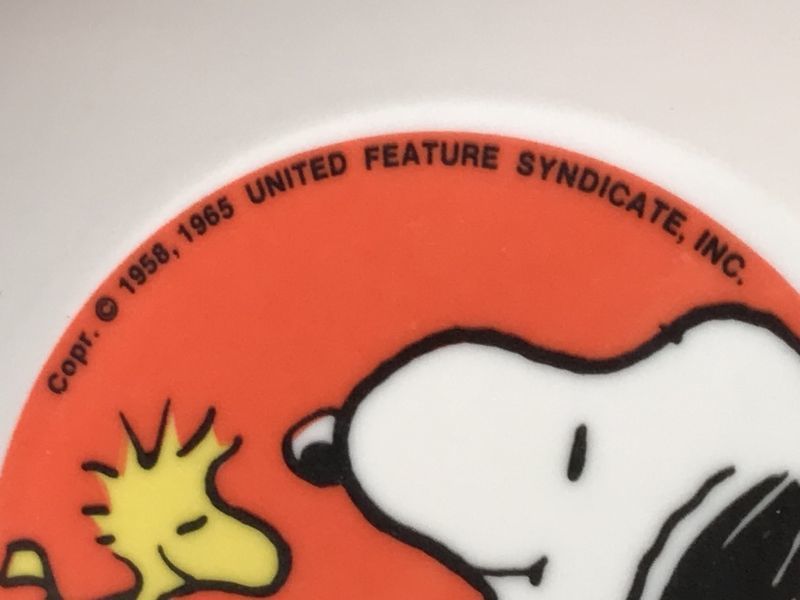 Copr. © 1958, 1965 UNITED FEATURE SYNDICATE, INC.